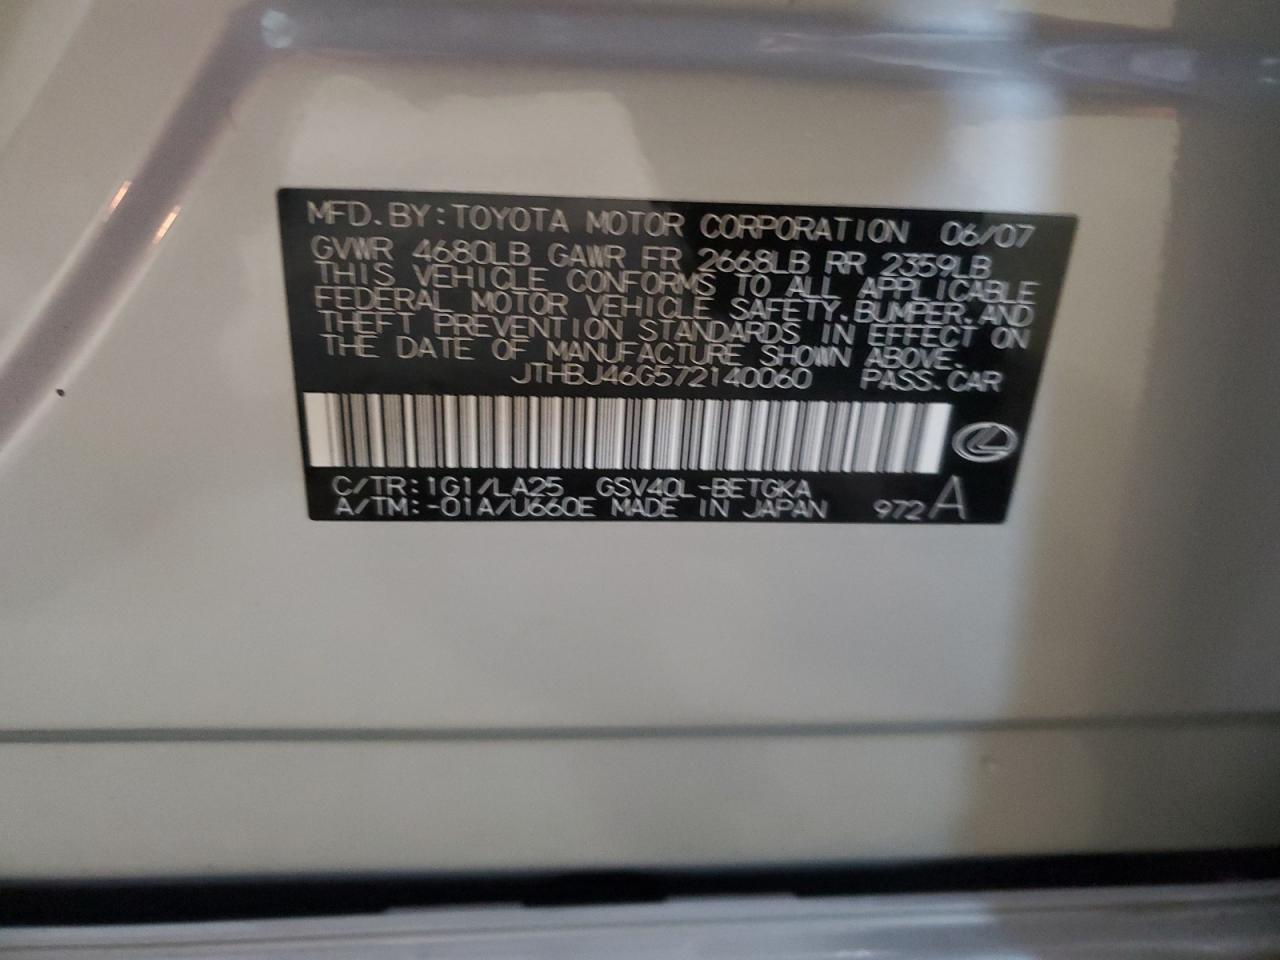 MFD. BY: TOYOTA MOTOR CORPORATION 06/07
GVWR 4680LB GAWR FR 2668LB RR 2359LB
THIS VEHICLE CONFORMS TO ALL APPLICABLE
FEDERAL MOTOR VEHICLE SAFETY, BUMPER, AND
THEFT PREVENTION STANDARDS IN EFFECT ON
THE DATE OF MANUFACTURE SHOWN ABOVE.
JTHBJ46G572140060 PASS. CAR
C/TR: 1G1/LA25 GSV40L-BETGKA
A/TM: -01A/U660E MADE IN JAPAN 972 A